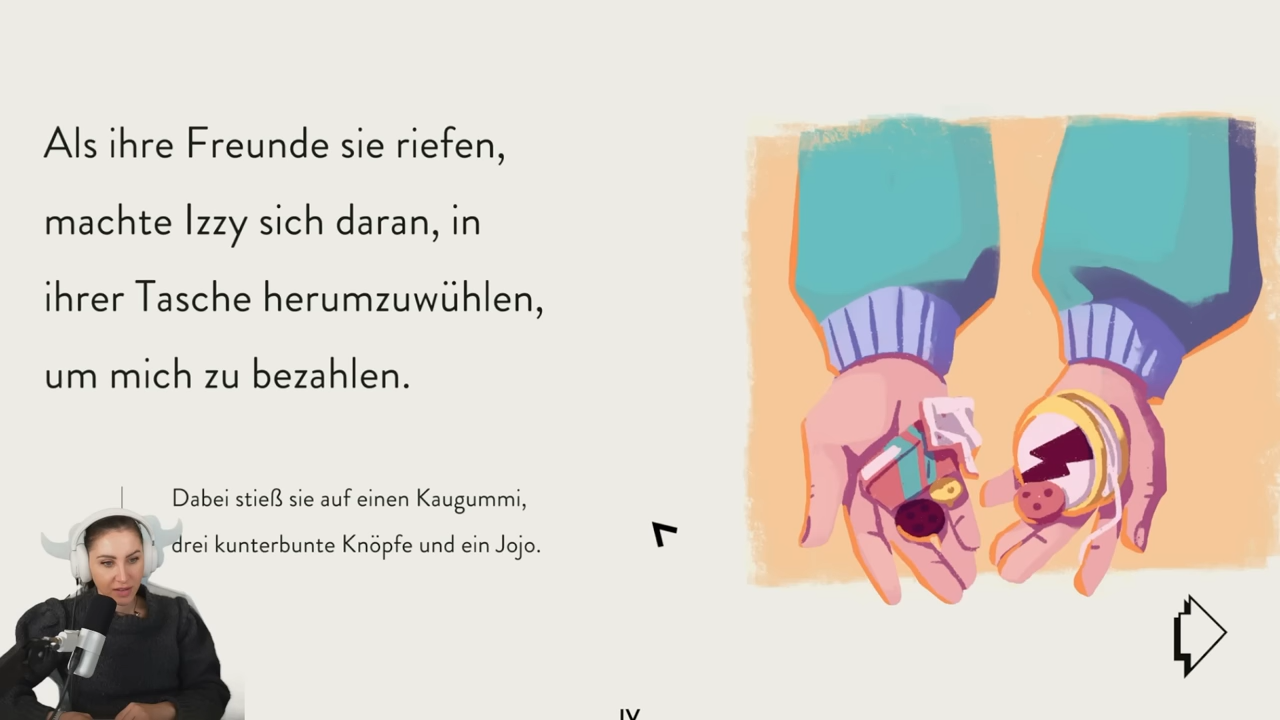 Als ihre Freunde sie riefen,
machte Izzy sich daran, in
ihrer Tasche herumzuwühlen,
um mich zu bezahlen.
Dabei stieß sie auf einen Kaugummi,
drei kunterbunte Knöpfe und ein Jojo.
IV